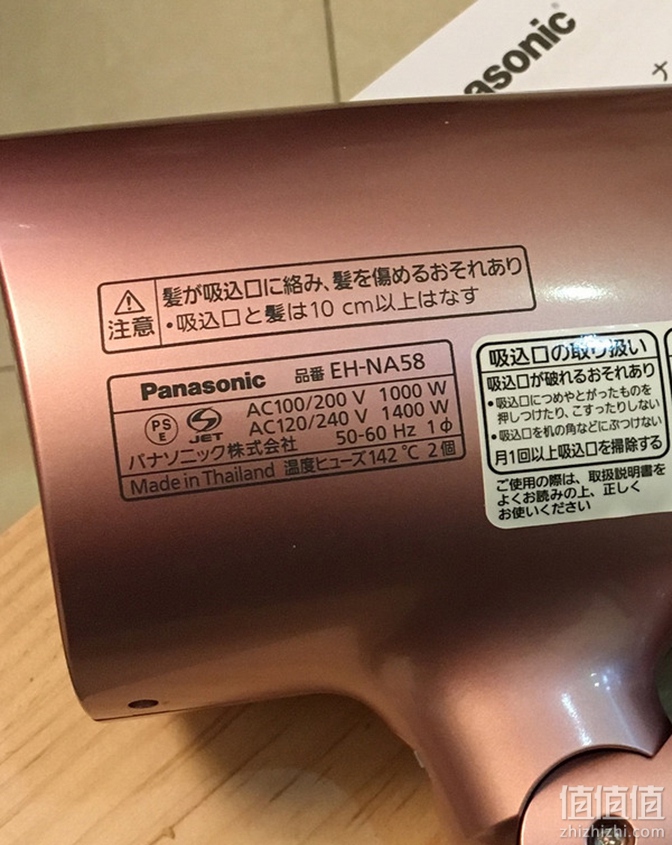 asonic
ナ
髪が吸込口に絡み、髪を傷めるおそれあり
注意
・吸込口と髪は10 cm以上はなす
Panasonic 品番 EH-NA58
PS
E
JET
AC100/200 V 1000 W
AC120/240 V 1400 W
パナソニック株式会社 50-60 Hz 1ϕ
Made in Thailand 温度ヒューズ142 ℃ 2個
吸込口の取り扱い
吸込口が破れるおそれあり
・吸込口につめやとがったものを
押しつけたり、こすったりしない
・吸込口を机の角などにぶつけない
月1回以上吸込口を掃除する
ご使用の際は、取扱説明書を
よくお読みの上、正しく
お使いください
值值值
zhizhizhi.com